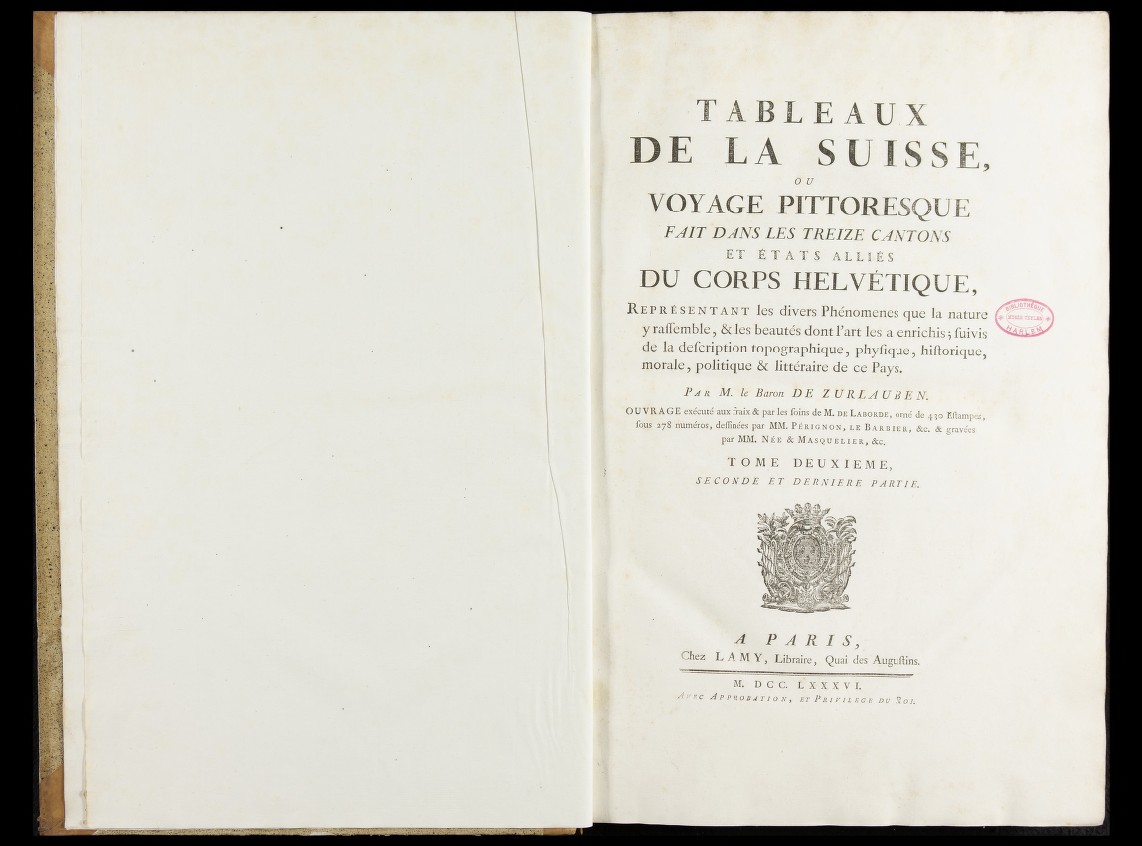 TABLEAUX
DE LA SUISSE,
OU
VOYAGE PITTORESQUE
FAIT DANS LES TREIZE CANTONS
ET ÉTATS ALLIÉS
DU CORPS HELVÉTIQUE,
REPRÉSENTANT les divers Phénomenes que la nature
y raſſemble, & les beautés dont l'art les a enrichis; ſuivis
de la deſcription topographique, phyſique, hiſtorique,
morale, politique & littéraire de ce Pays.
BIBLIOTHÈQUE
MUSÉE TEYLER
HARLEM
PAR M. le Baron DE ZURLAUBEN.
OUVRAGE exécuté aux fraix & par les ſoins de M. DE LABORDE, orné de 430 Eſtampes,
ſous 278 numéros, deſſinées par MM. PÉRIGNON, LE BARBIER, &c. & gravées
par MM. NÉE & MASQUELIER, &c.
TOME DEUXIEME,
SECONDE ET DERNIERE PARTIE.
A PARIS,
Chez LAMY, Libraire, Quai des Auguſtins.
M. DCC. LXXXVI.
AVEC APPROBATION, ET PRIVILEGE DU ROI.